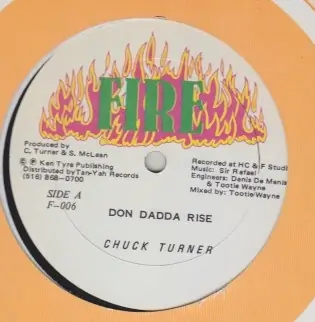 FIRE
Produced by
C. Turner & S. McLean
© ℗ Ken Tyre Publishing
Distributed by Tan-Yah Records
(516) 868-0700
SIDE A
F-006
Recorded at HC & F Studi
Music: Sir Rafael
Engineers: Denis De Mania
& Tootie Wayne
Mixed by: Tootie Wayne
DON DADDA RISE
CHUCK TURNER